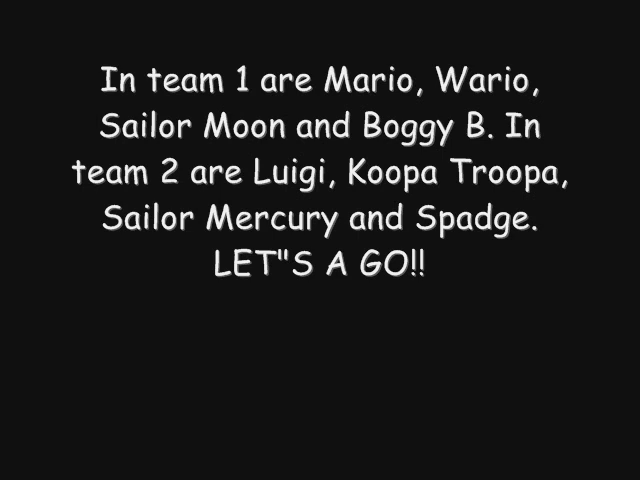 In team 1 are Mario, Wario,
Sailor Moon and Boggy B. In
team 2 are Luigi, Koopa Troopa,
Sailor Mercury and Spadge.
LET"S A GO!!